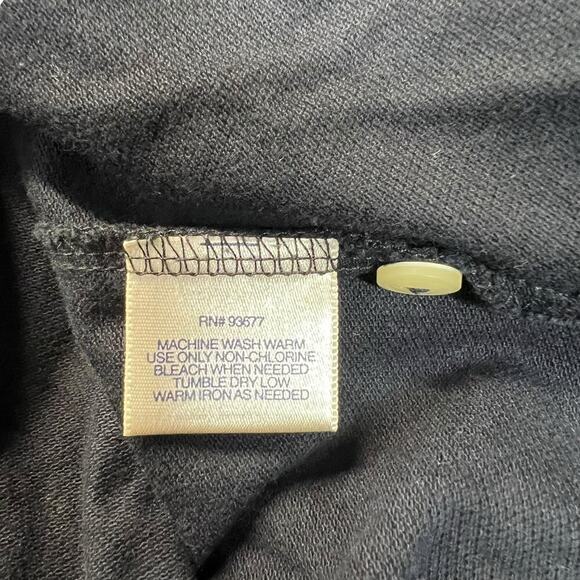 RN# 93677
MACHINE WASH WARM
USE ONLY NON-CHLORINE
BLEACH WHEN NEEDED
TUMBLE DRY LOW
WARM IRON AS NEEDED